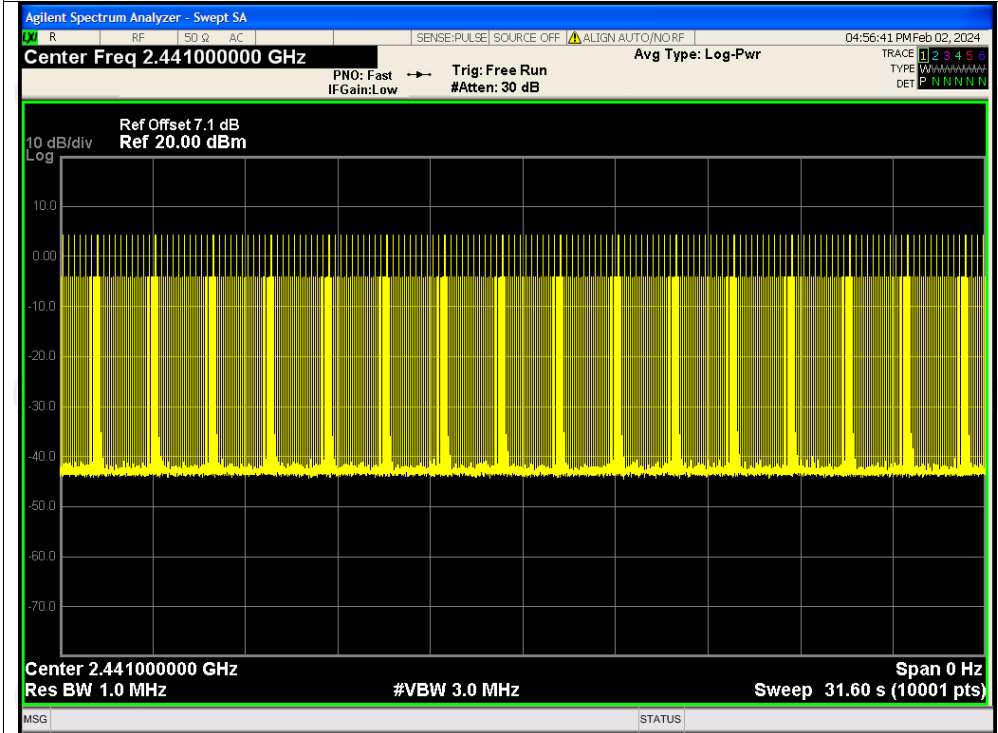 Agilent Spectrum Analyzer - Swept SA
LXI R RF 50 Ω AC SENSE:PULSE SOURCE OFF ALIGN AUTO/NO RF 04:56:41 PM Feb 02, 2024
Center Freq 2.441000000 GHz Avg Type: Log-Pwr TRACE 1 2 3 4 5 6
PNO: Fast Trig: Free Run TYPE W
IFGain:Low #Atten: 30 dB DET P N N N N N
Ref Offset 7.1 dB
10 dB/div Ref 20.00 dBm
Log
10.0
0.00
-10.0
-20.0
-30.0
-40.0
-50.0
-60.0
-70.0
Center 2.441000000 GHz Span 0 Hz
Res BW 1.0 MHz #VBW 3.0 MHz Sweep 31.60 s (10001 pts)
MSG STATUS